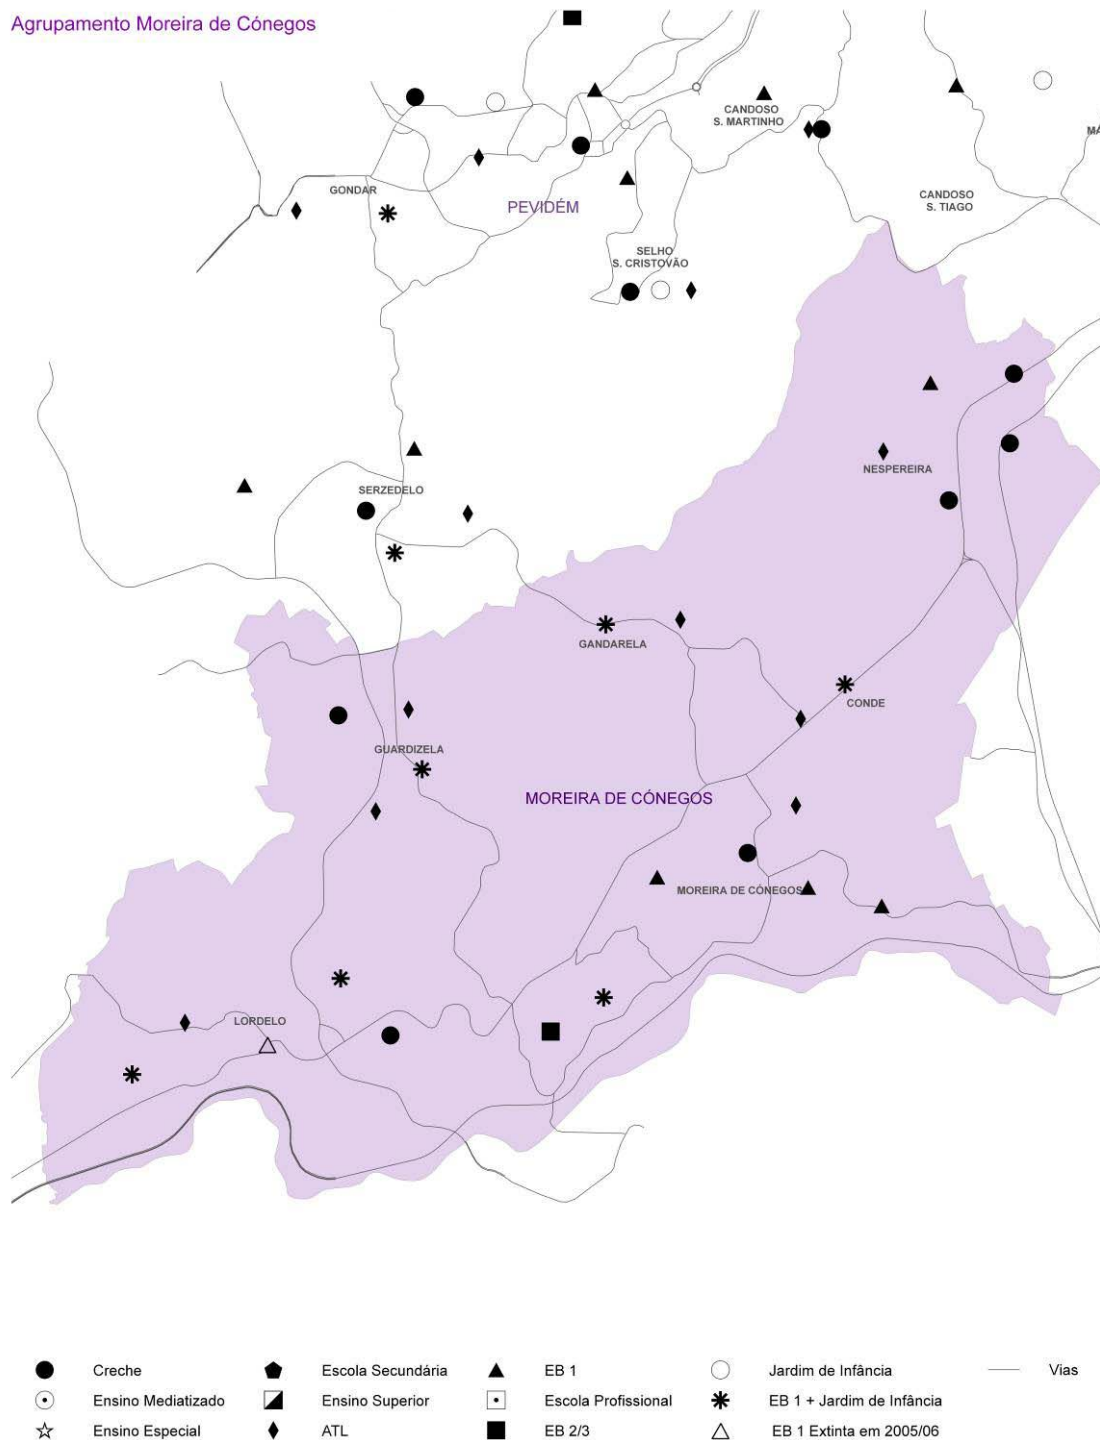 Agrupamento Moreira de Cónegos
CANDOSO
S. MARTINHO
MA
GONDAR
CANDOSO
S. TIAGO
PEVIDÉM
SELHO
S. CRISTOVÃO
NESPEREIRA
SERZEDELO
GANDARELA
CONDE
GUARDIZELA
MOREIRA DE CÓNEGOS
MOREIRA DE CÓNEGOS
LORDELO
Creche
Escola Secundária
EB 1
Jardim de Infância
Vias
Ensino Mediatizado
Ensino Superior
Escola Profissional
EB 1 + Jardim de Infância
Ensino Especial
ATL
EB 2/3
EB 1 Extinta em 2005/06